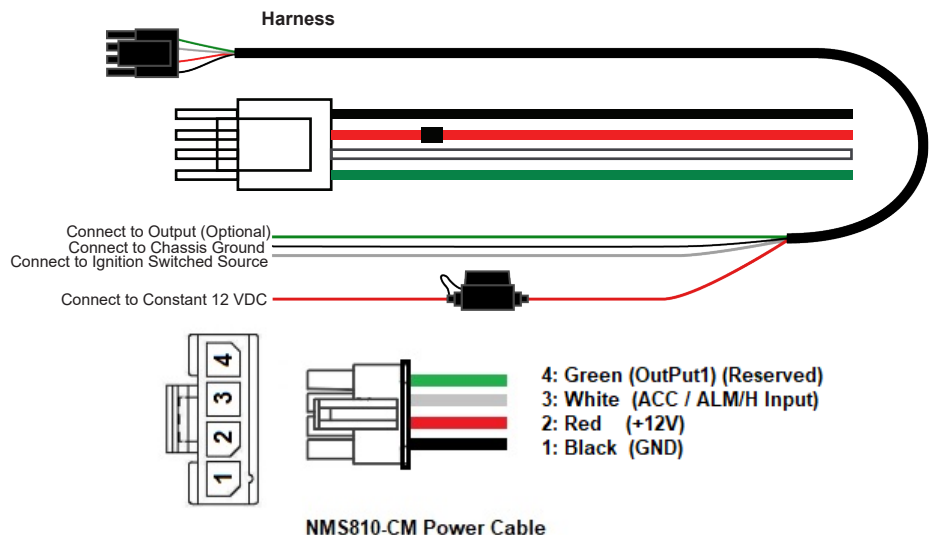 Harness
Connect to Output (Optional)
Connect to Chassis Ground
Connect to Ignition Switched Source
Connect to Constant 12 VDC
4
3
2
1
4: Green (OutPut1) (Reserved)
3: White (ACC / ALM/H Input)
2: Red (+12V)
1: Black (GND)
NMS810-CM Power Cable